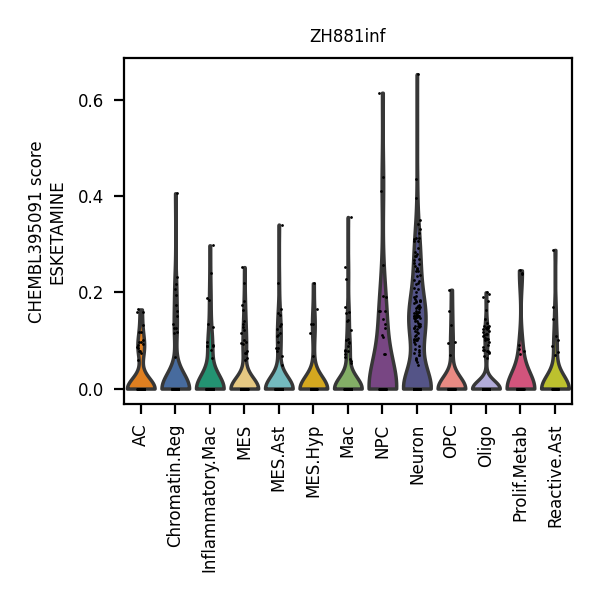 ZH881inf
CHEMBL395091 score
ESKETAMINE
0.6
0.4
0.2
0.0
AC
Chromatin.Reg
Inflammatory.Mac
MES
MES.Ast
MES.Hyp
Mac
NPC
Neuron
OPC
Oligo
Prolif.Metab
Reactive.Ast